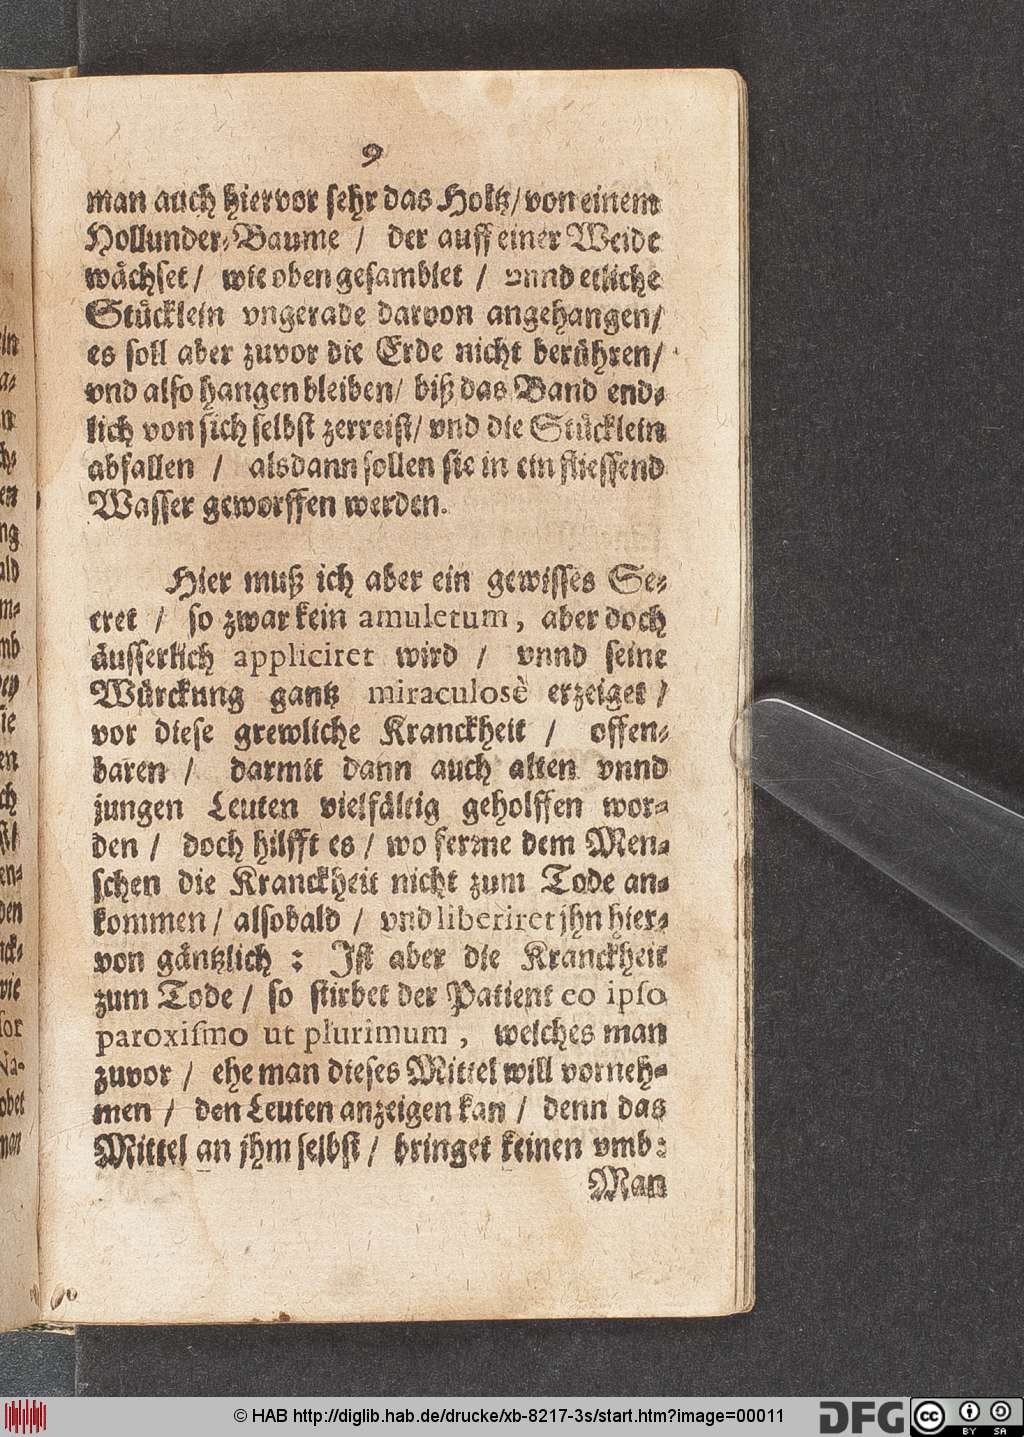 9
man auch hiervor sehr das Holtz/ von einem
Hollunder-Baume / der auff einer Weide
wächset / wie oben gesamblet / vnnd etliche
Stücklein vngerade darvon angehangen/
es soll aber zuvor die Erde nicht berühren/
vnd also hangen bleiben/ biß das Band end-
lich von sich selbst zerreist/ vnd die Stücklein
abfallen / alsdann sollen sie in ein fliessend
Wasser geworffen werden.
Hier muß ich aber ein gewisses Se-
cret / so zwar kein amuletum, aber doch
äusserlich appliciret wird / vnnd seine
Würckung gantz miraculosè erzeiget /
vor diese grewliche Kranckheit / offen-
baren / darmit dann auch alten vnnd
jungen Leuten vielfältig geholffen wor-
den / doch hilfft es / wo ferrne dem Men-
schen die Kranckheit nicht zum Tode an-
kommen / alsobald / vnd liberiret jhn hier-
von gäntzlich : Ist aber die Kranckheit
zum Tode / so stirbet der Patient eo ipso
paroxismo ut plurimum, welches man
zuvor / ehe man dieses Mittel will vorneh-
men / den Leuten anzeigen kan / denn das
Mittel an jhm selbst / bringet keinen vmb:
Man
© HAB http://diglib.hab.de/drucke/xb-8217-3s/start.htm?image=00011
DFG
cc BY SA